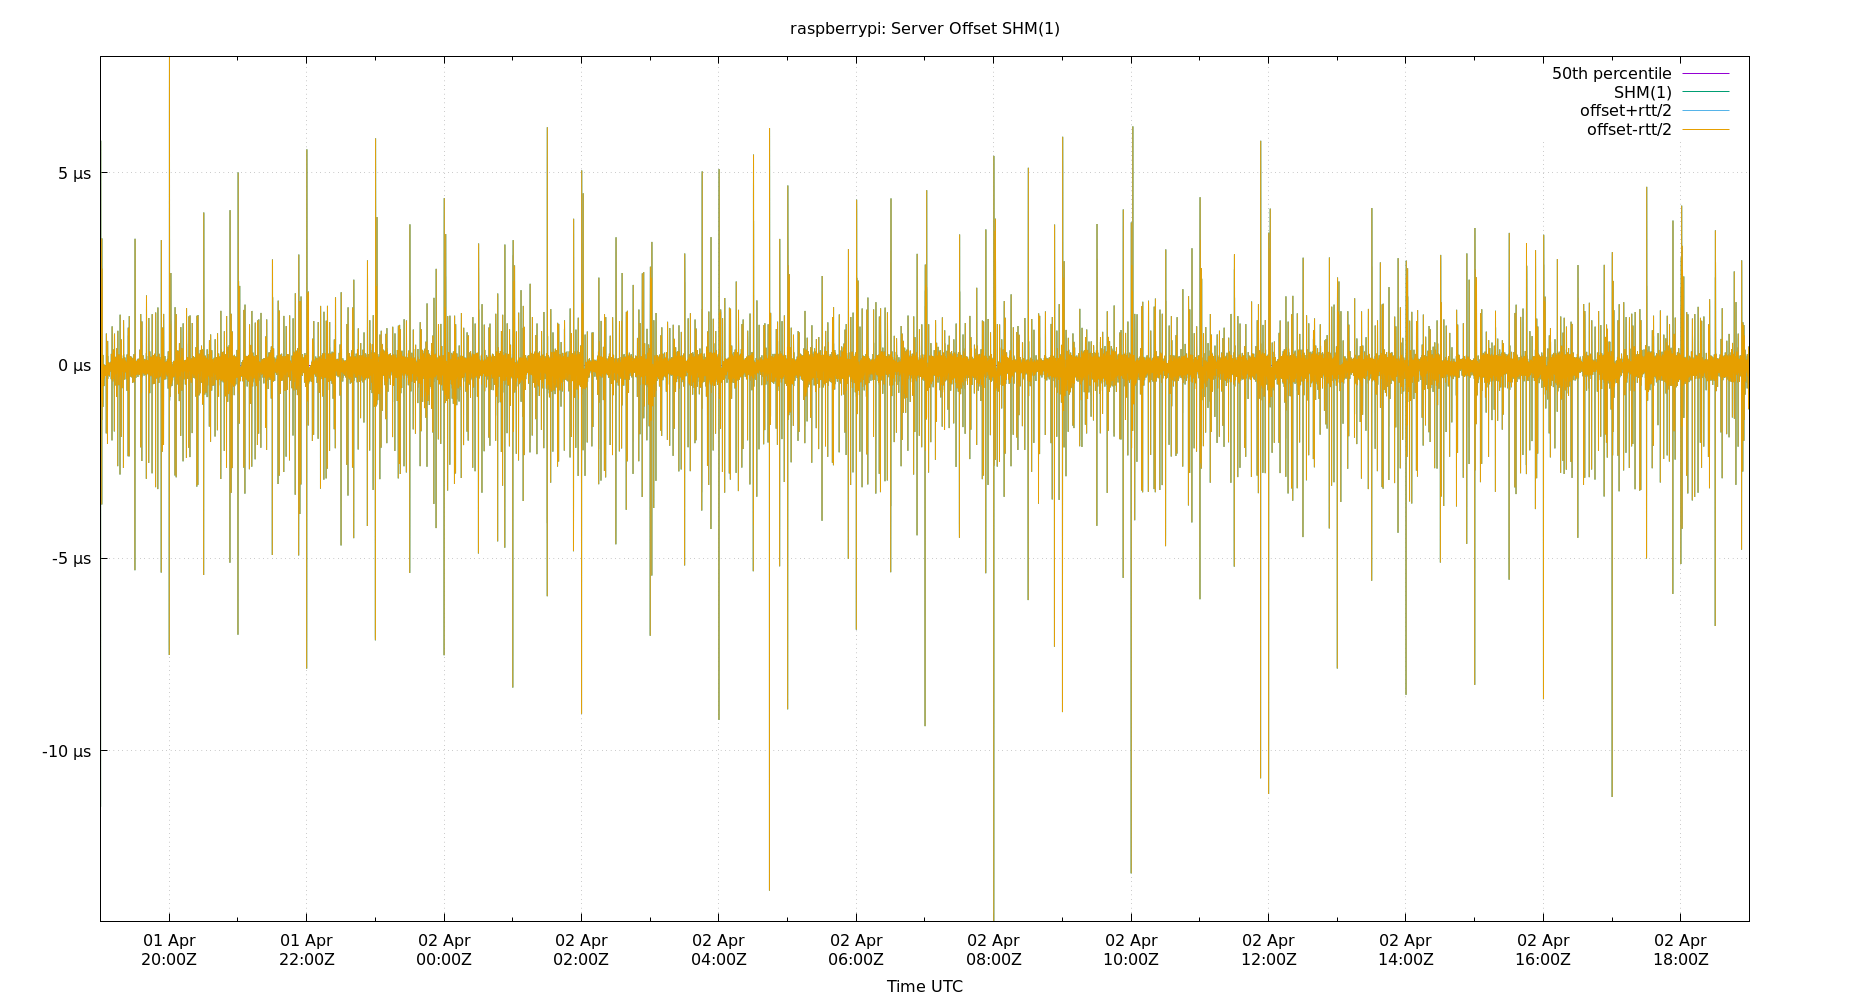 raspberrypi: Server Offset SHM(1)
50th percentile
SHM(1)
offset+rtt/2
offset-rtt/2
5 µs
0 µs
-5 µs
-10 µs
01 Apr 01 Apr 02 Apr 02 Apr 02 Apr 02 Apr 02 Apr 02 Apr 02 Apr 02 Apr 02 Apr 02 Apr
20:00Z 22:00Z 00:00Z 02:00Z 04:00Z 06:00Z 08:00Z 10:00Z 12:00Z 14:00Z 16:00Z 18:00Z
Time UTC